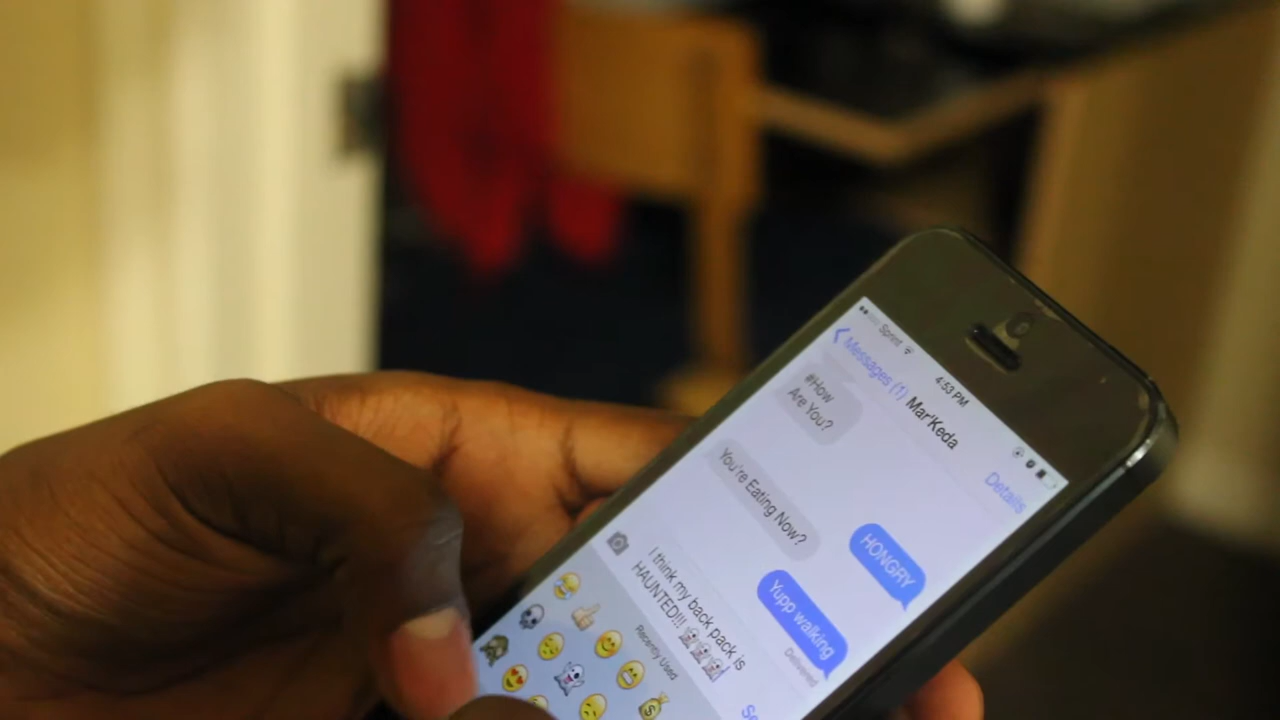 Sprint
4:53 PM
Messages (1)
Mar'Keda
Details
#How
Are You?
HONGRY
You're Eating Now?
Yupp walking
Delivered
I think my back pack is
HAUNTED!!!
Recently Used